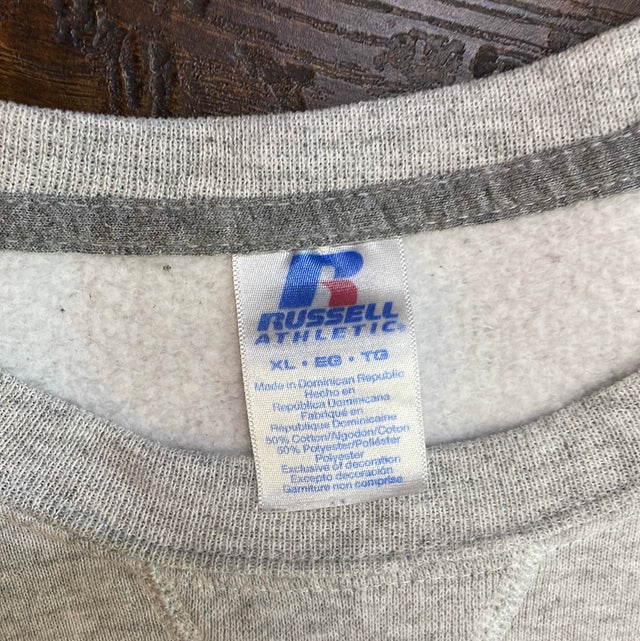 R
RUSSELL
ATHLETIC®
XL • EG • TG
Made in Dominican Republic
Hecho en
República Dominicana
Fabriqué en
République Dominicaine
50% Cotton/Algodón/Coton
50% Polyester/Poliéster
Polyester
Exclusive of decoration
Excepto decoración
Garniture non comprise